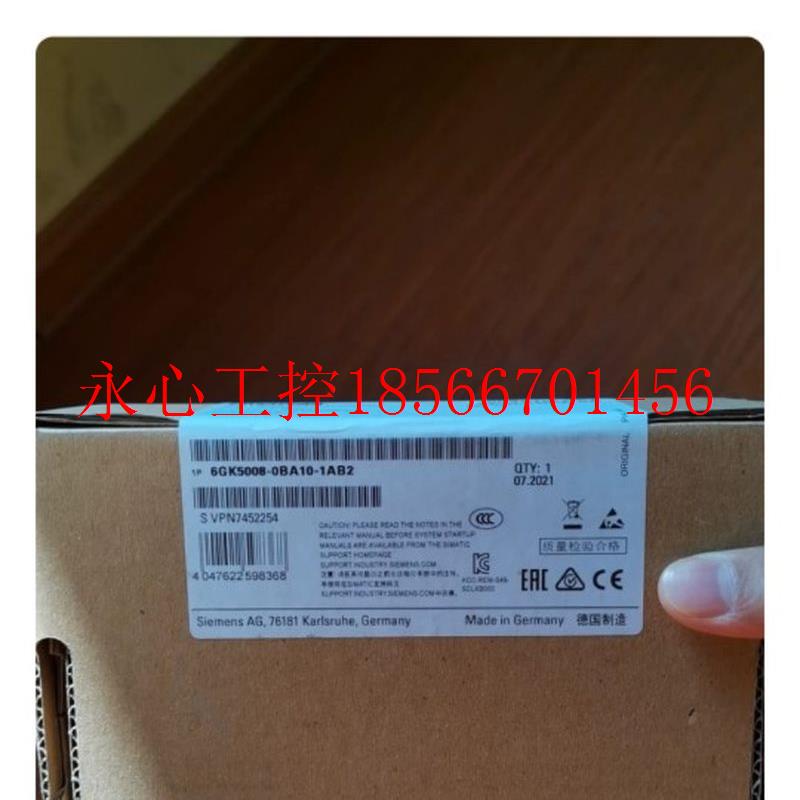 永心工控18566701456
ORIGINAL
1P 6GK5008-0BA10-1AB2
QTY: 1
07.2021
S VPN7452254
CAUTION: PLEASE READ THE NOTES IN THE
RELEVANT MANUAL BEFORE SYSTEM STARTUP
MANUALS ARE AVAILABLE FROM THE SIMATIC
SUPPORT HOMEPAGE
SUPPORT.INDUSTRY.SIEMENS.COM
CCC
质量检验合格
4 047622 598368
SUPPORT.INDUSTRY.SIEMENS.COM
EAC
CE
Siemens AG, 76181 Karlsruhe, Germany
Made in Germany 德国制造